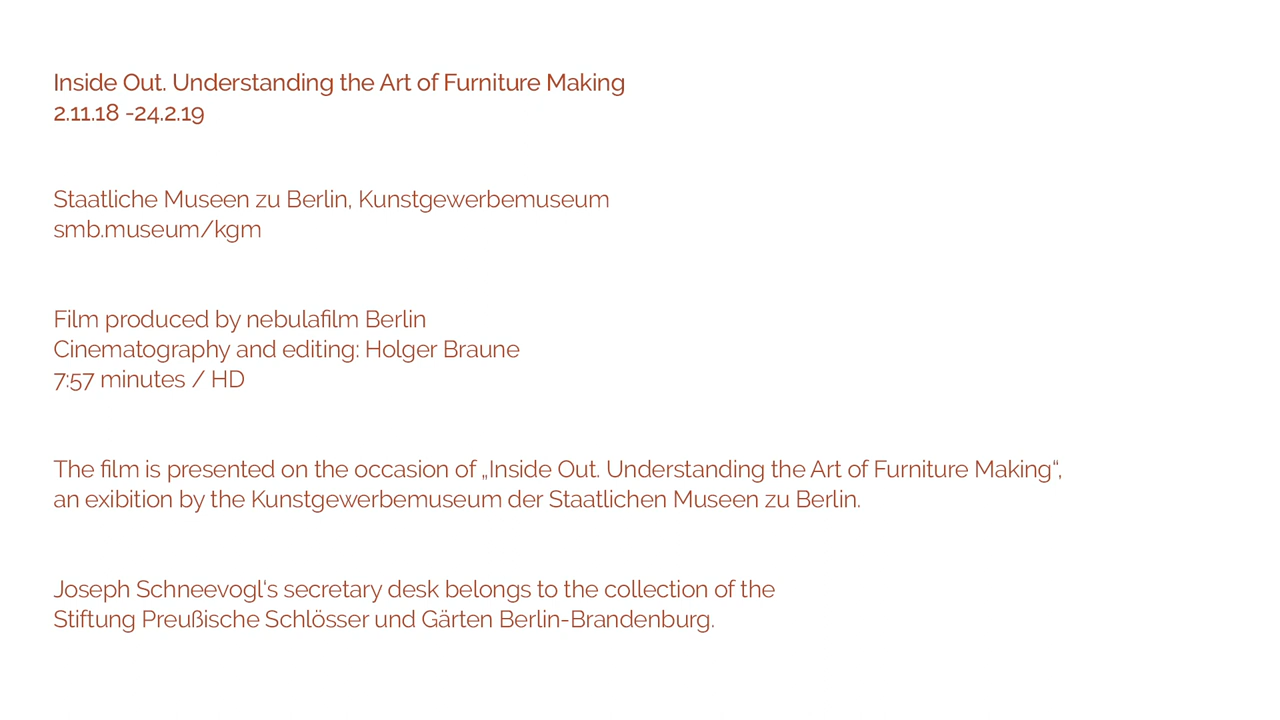 Inside Out. Understanding the Art of Furniture Making
2.11.18 -24.2.19
Staatliche Museen zu Berlin, Kunstgewerbemuseum
smb.museum/kgm
Film produced by nebulafilm Berlin
Cinematography and editing: Holger Braune
7:57 minutes / HD
The film is presented on the occasion of „Inside Out. Understanding the Art of Furniture Making“,
an exibition by the Kunstgewerbemuseum der Staatlichen Museen zu Berlin.
Joseph Schneevogl‘s secretary desk belongs to the collection of the
Stiftung Preußische Schlösser und Gärten Berlin-Brandenburg.